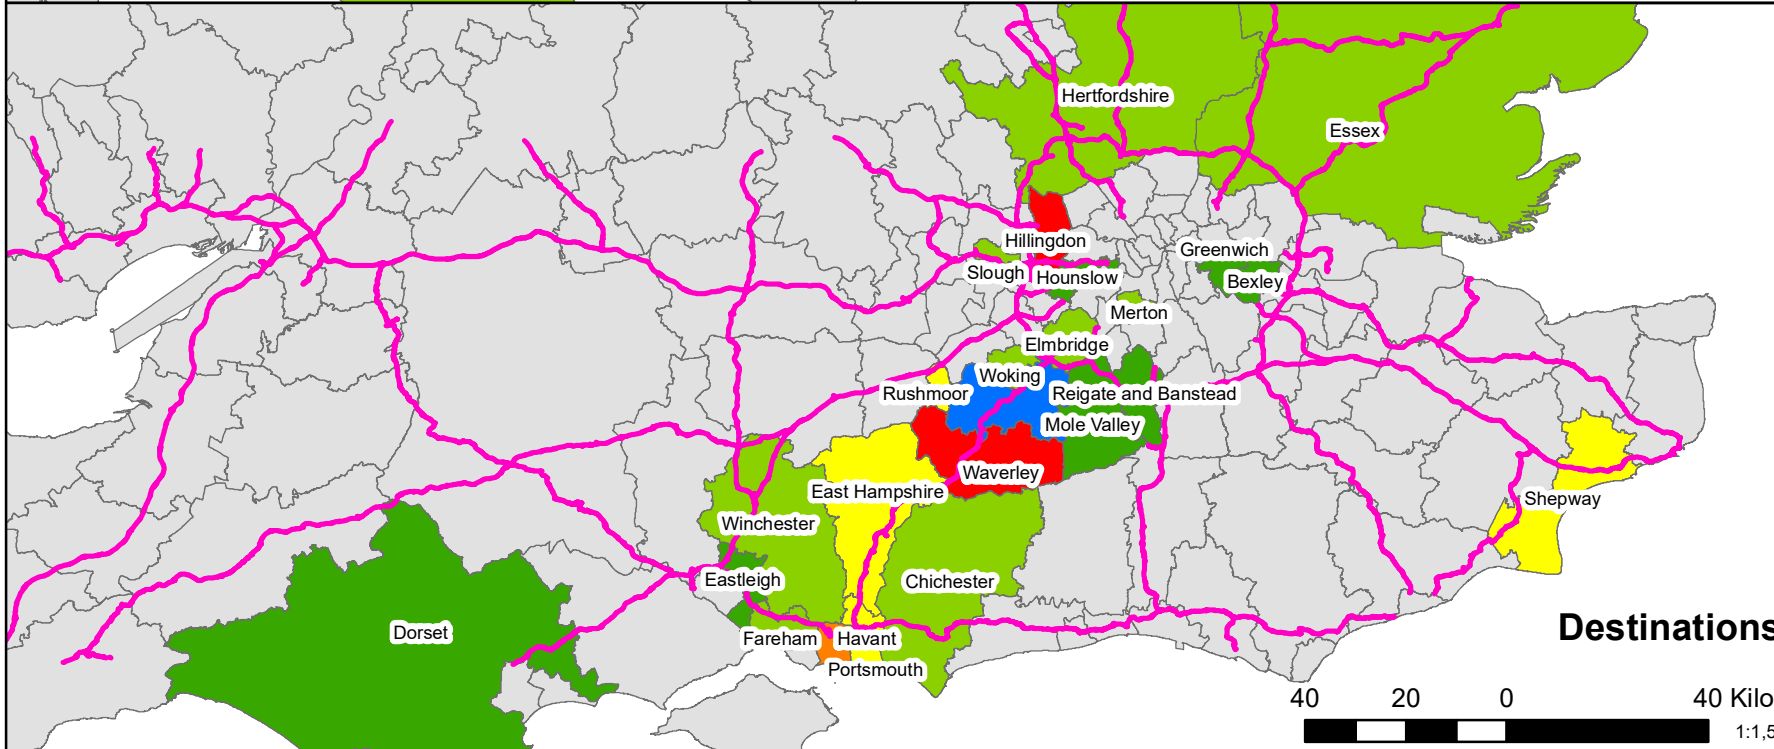 Hertfordshire
Essex
Hillingdon
Greenwich
Slough
Hounslow
Bexley
Merton
Elmbridge
Woking
Rushmoor
Reigate and Banstead
Mole Valley
Waverley
East Hampshire
Shepway
Winchester
Eastleigh
Chichester
Dorset
Fareham
Havant
Portsmouth
Destinations
40 20 0 40 Kilo
1:1,5